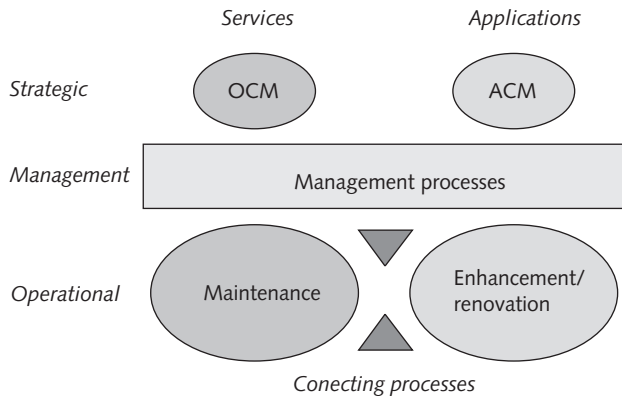 Services
Applications
Strategic
OCM
ACM
Management
Management processes
Operational
Maintenance
Enhancement/
renovation
Conecting processes